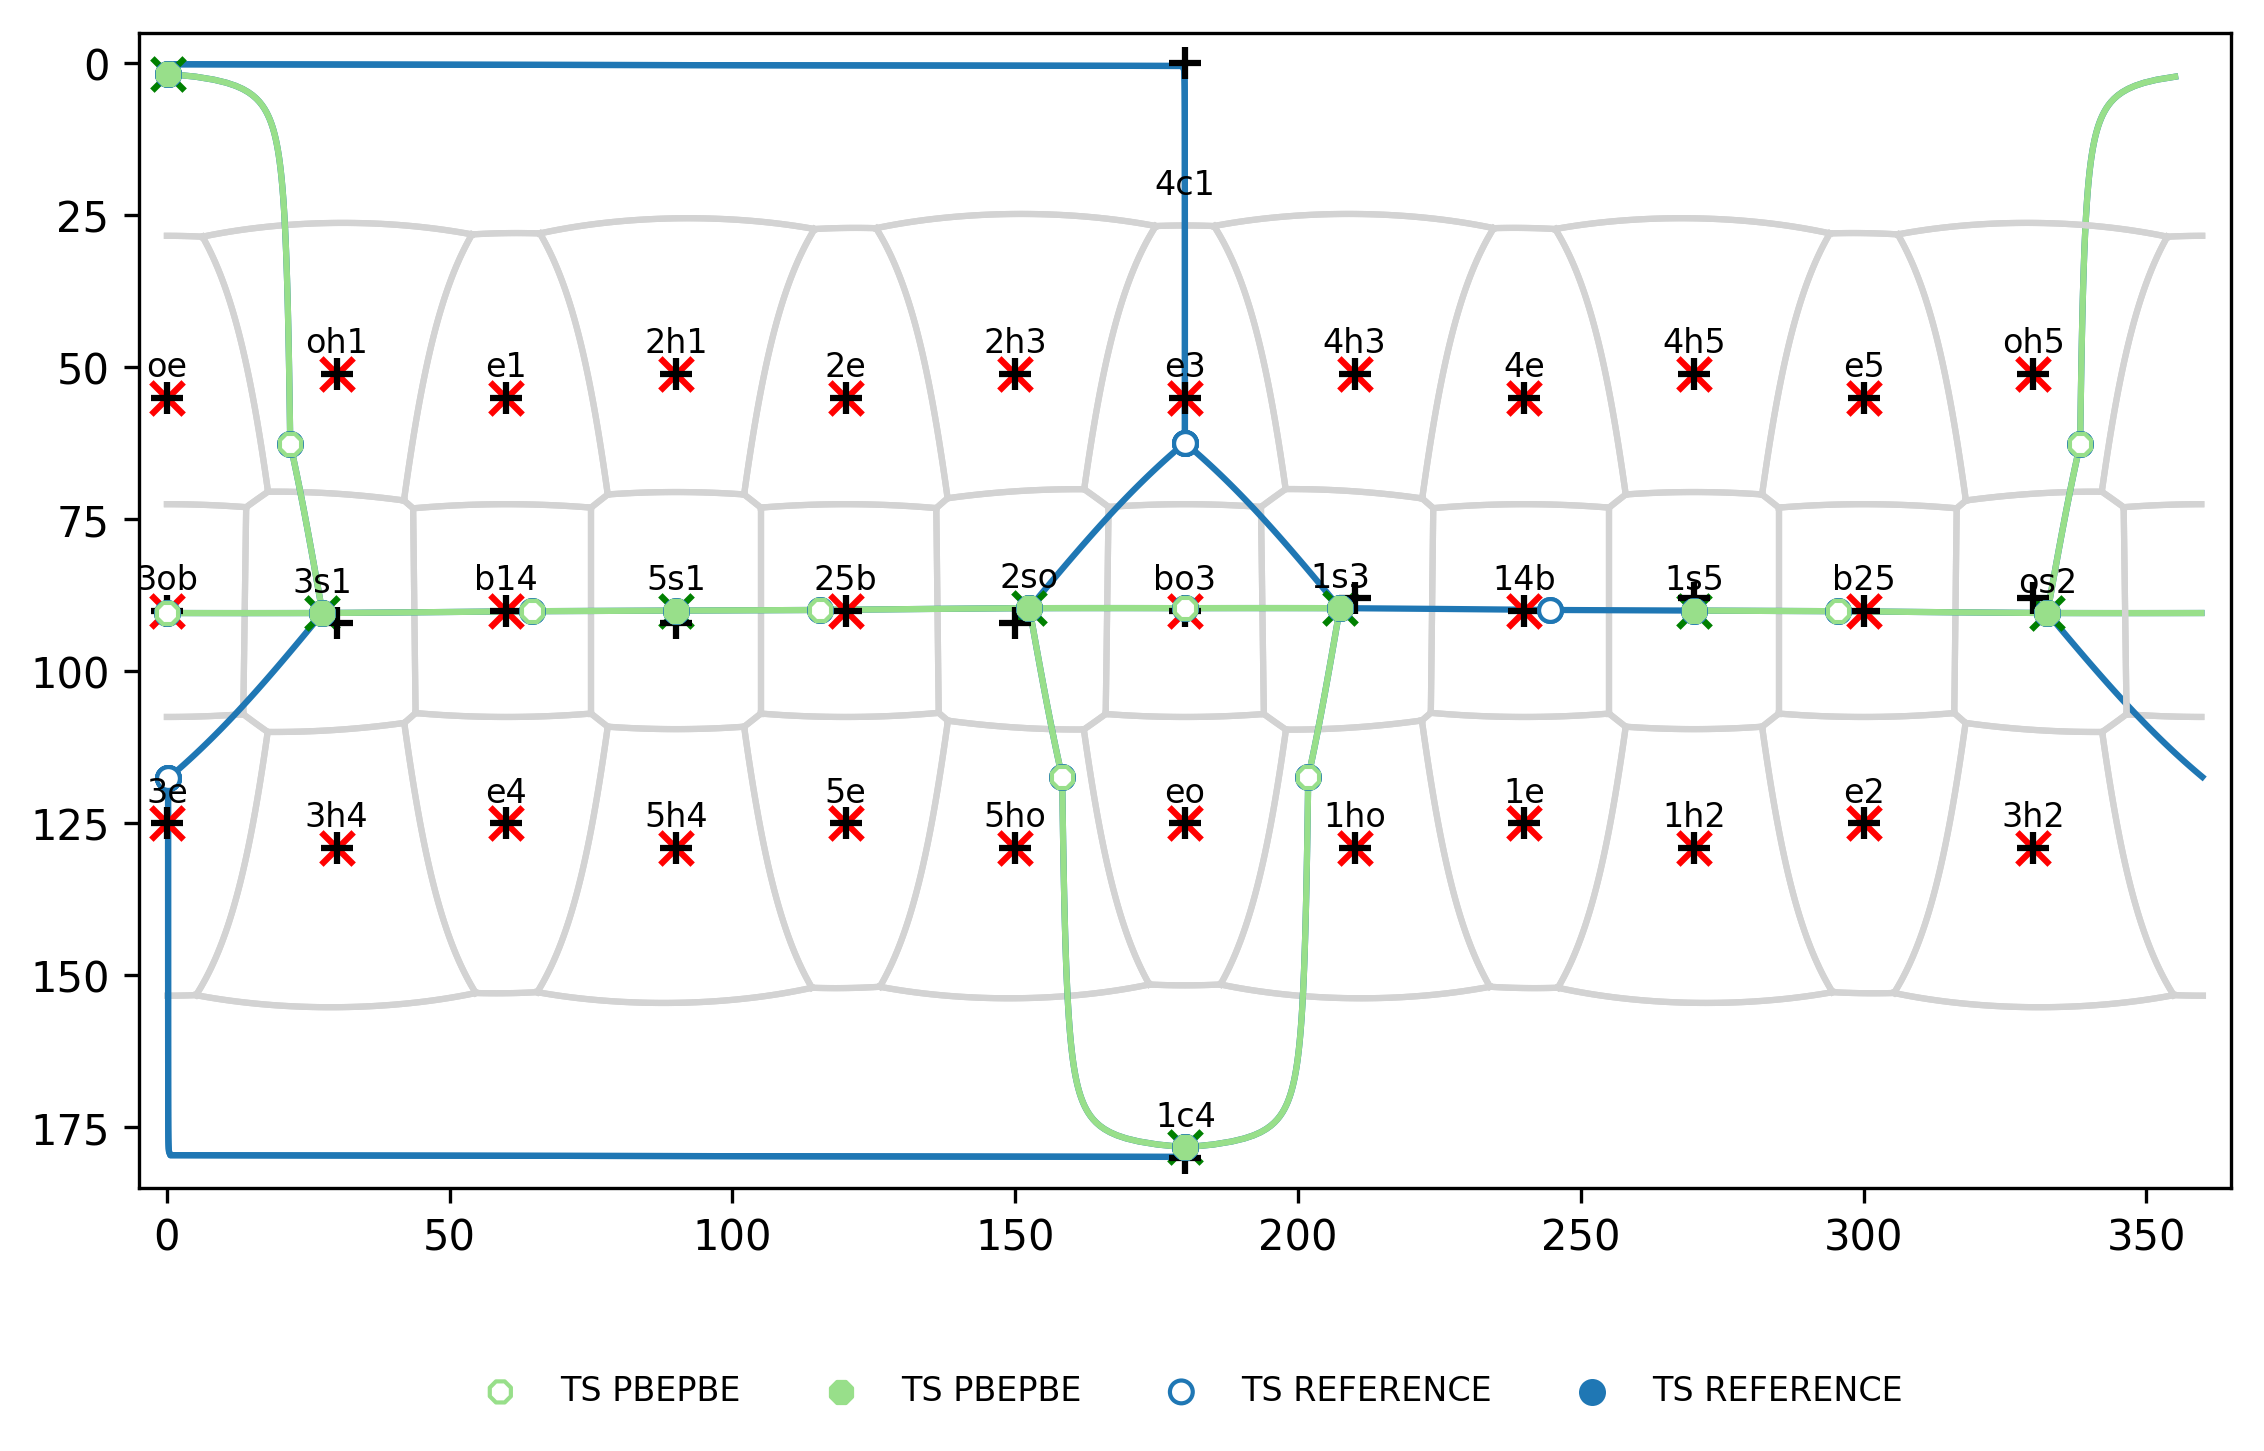 0
4c1
25
oh1 2h1 2h3 4h3 4h5 oh5
50
oe e1 2e e3 4e e5
75
3ob 3s1 b14 5s1 25b 2so bo3 1s3 14b 1s5 b25 os2
100
3e e4 5e eo 1e e2
125
3h4 5h4 5ho 1ho 1h2 3h2
150
1c4
175
0 50 100 150 200 250 300 350
TS PBEPBE TS PBEPBE TS REFERENCE TS REFERENCE